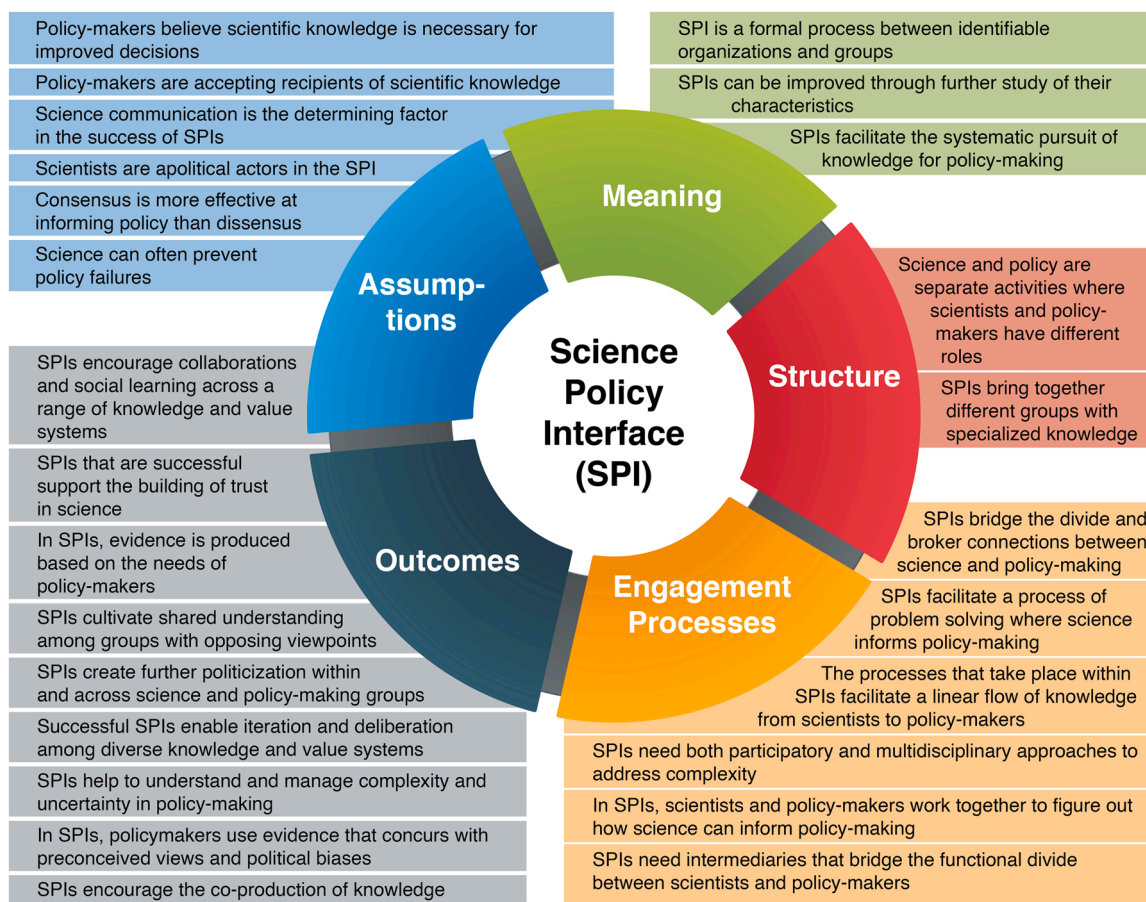 Policy-makers believe scientific knowledge is necessary for
improved decisions
Policy-makers are accepting recipients of scientific knowledge
Science communication is the determining factor
in the success of SPIs
Scientists are apolitical actors in the SPI
Consensus is more effective at
informing policy than dissensus
Science can often prevent
policy failures
SPI is a formal process between identifiable
organizations and groups
SPIs can be improved through further study of their
characteristics
SPIs facilitate the systematic pursuit of
knowledge for policy-making
Meaning
Assump-
tions
Science
Policy
Interface
(SPI)
Structure
Science and policy are
separate activities where
scientists and policy-
makers have different
roles
SPIs bring together
different groups with
specialized knowledge
Outcomes
Engagement
Processes
SPIs encourage collaborations
and social learning across a
range of knowledge and value
systems
SPIs that are successful
support the building of trust
in science
In SPIs, evidence is produced
based on the needs of
policy-makers
SPIs cultivate shared understanding
among groups with opposing viewpoints
SPIs create further politicization within
and across science and policy-making groups
Successful SPIs enable iteration and deliberation
among diverse knowledge and value systems
SPIs help to understand and manage complexity and
uncertainty in policy-making
In SPIs, policymakers use evidence that concurs with
preconceived views and political biases
SPIs encourage the co-production of knowledge
SPIs bridge the divide and
broker connections between
science and policy-making
SPIs facilitate a process of
problem solving where science
informs policy-making
The processes that take place within
SPIs facilitate a linear flow of knowledge
from scientists to policy-makers
SPIs need both participatory and multidisciplinary approaches to
address complexity
In SPIs, scientists and policy-makers work together to figure out
how science can inform policy-making
SPIs need intermediaries that bridge the functional divide
between scientists and policy-makers